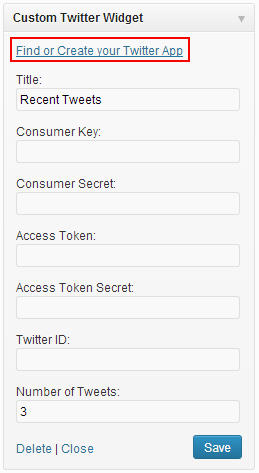 Custom Twitter Widget
Find or Create your Twitter App
Title:
Recent Tweets
Consumer Key:
Consumer Secret:
Access Token:
Access Token Secret:
Twitter ID:
Number of Tweets:
3
Delete | Close Save